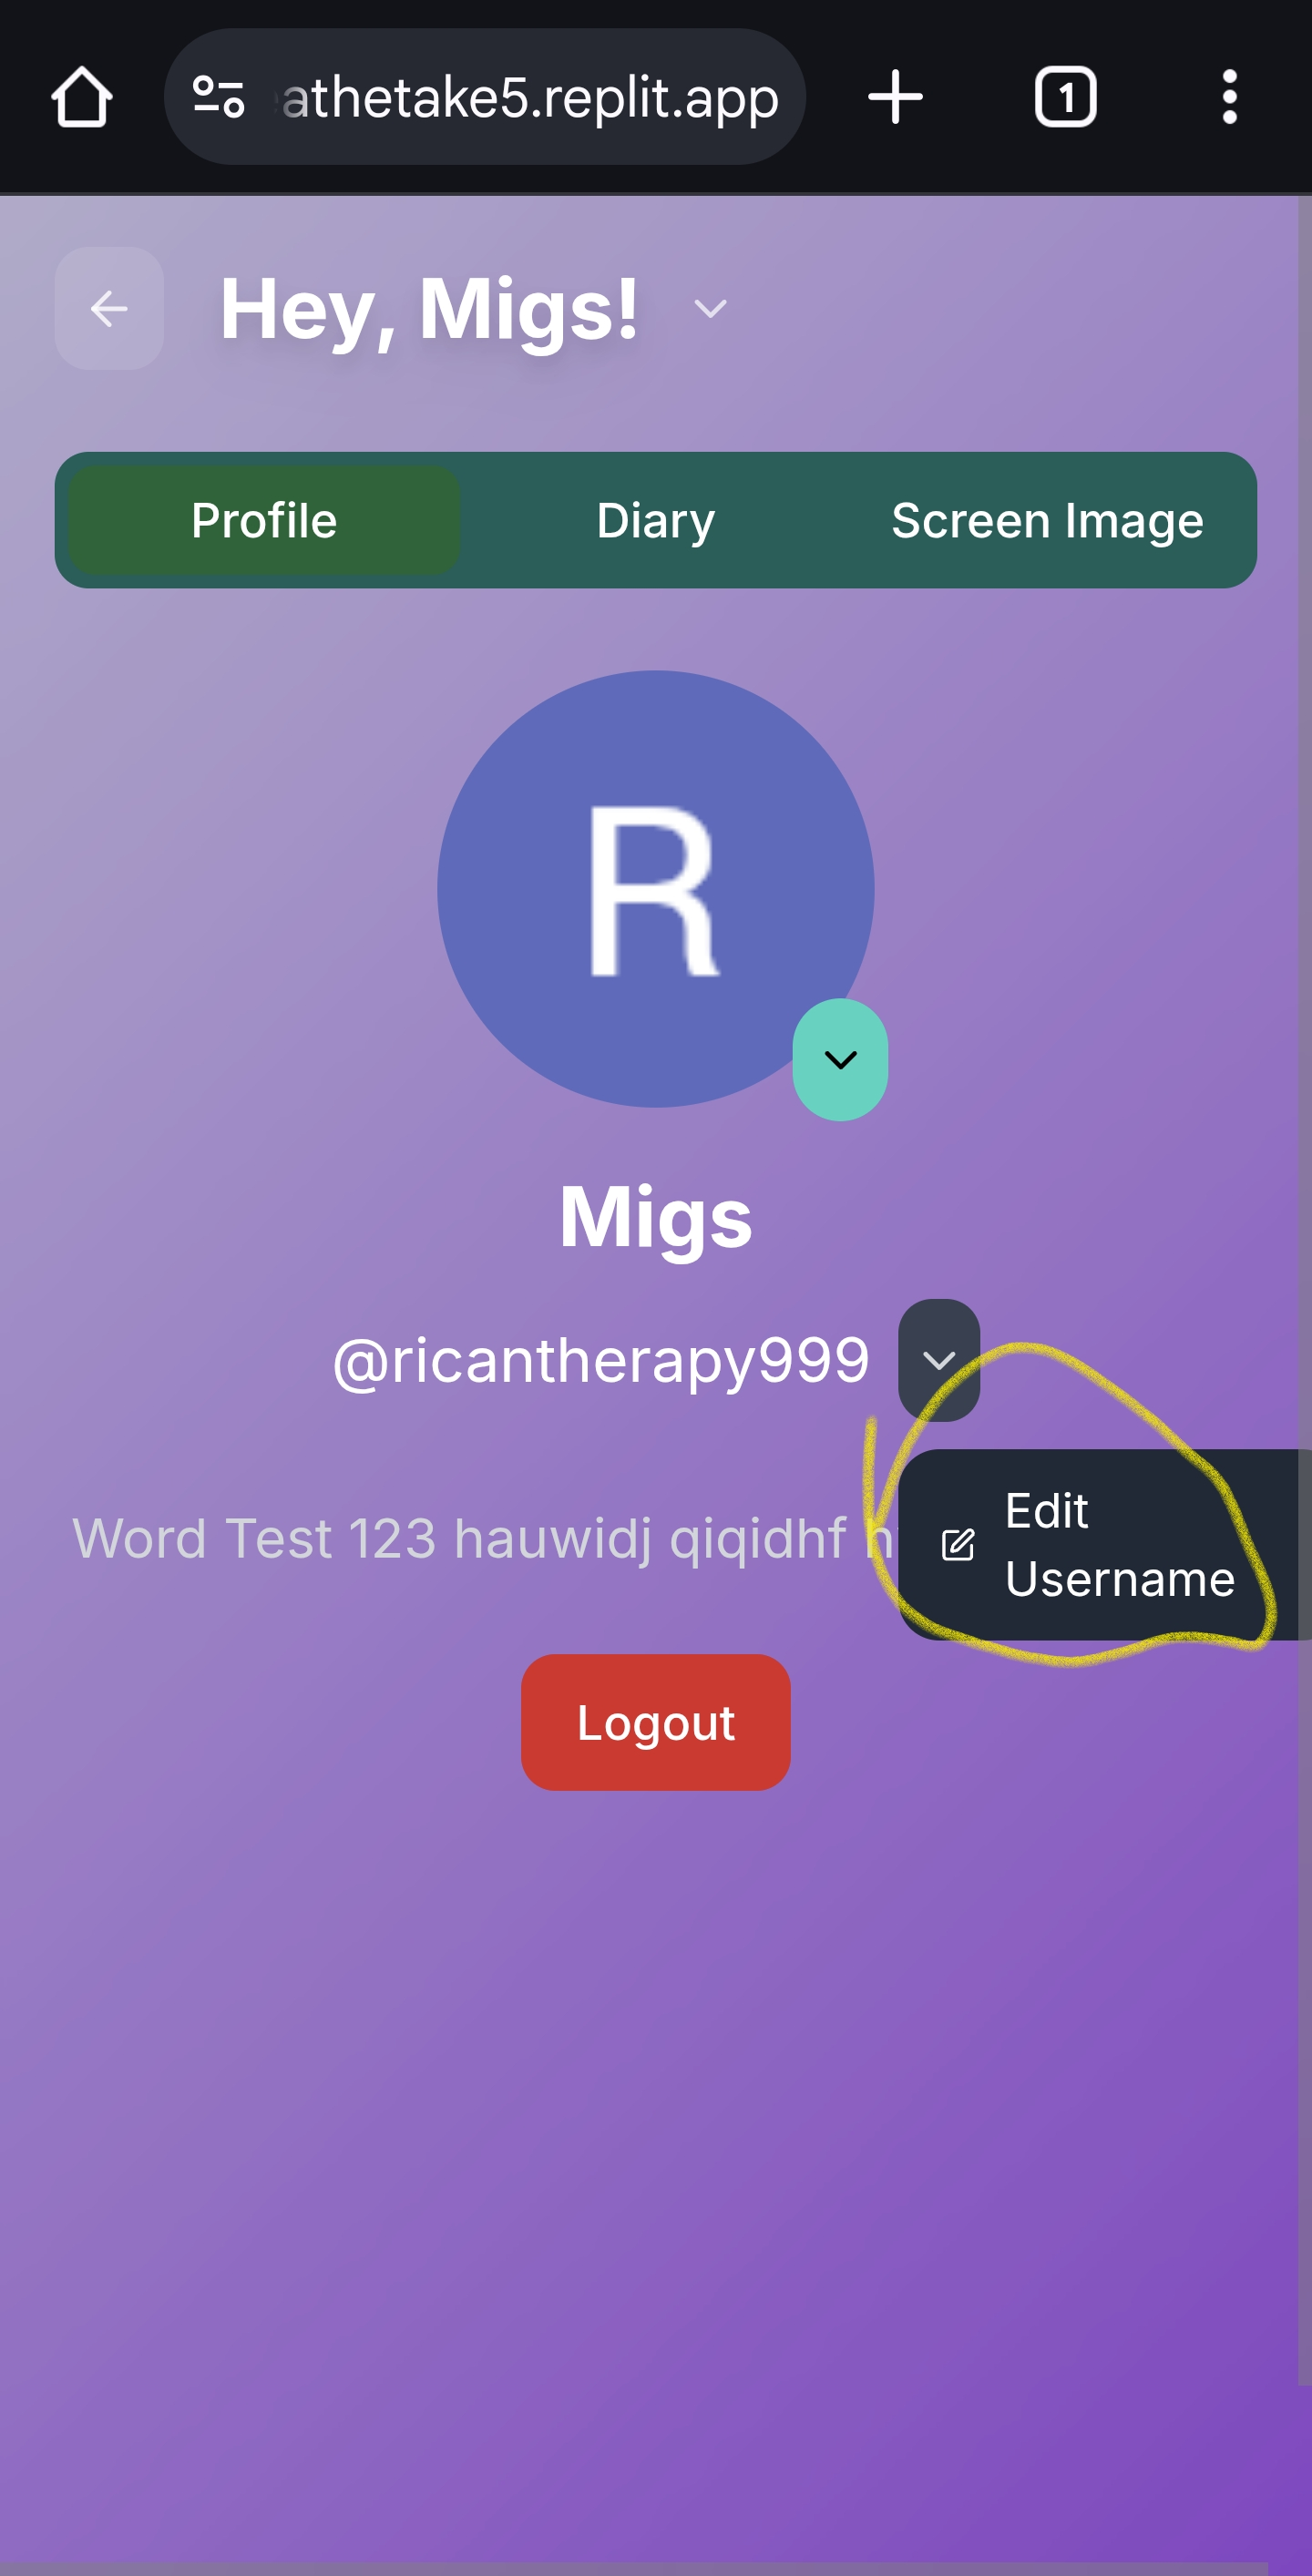 athetake5.replit.app
1
Hey, Migs!
Profile Diary Screen Image
R
Migs
@ricantherapy999
Word Test 123 hauwidj qiqidhf
Edit
Username
Logout